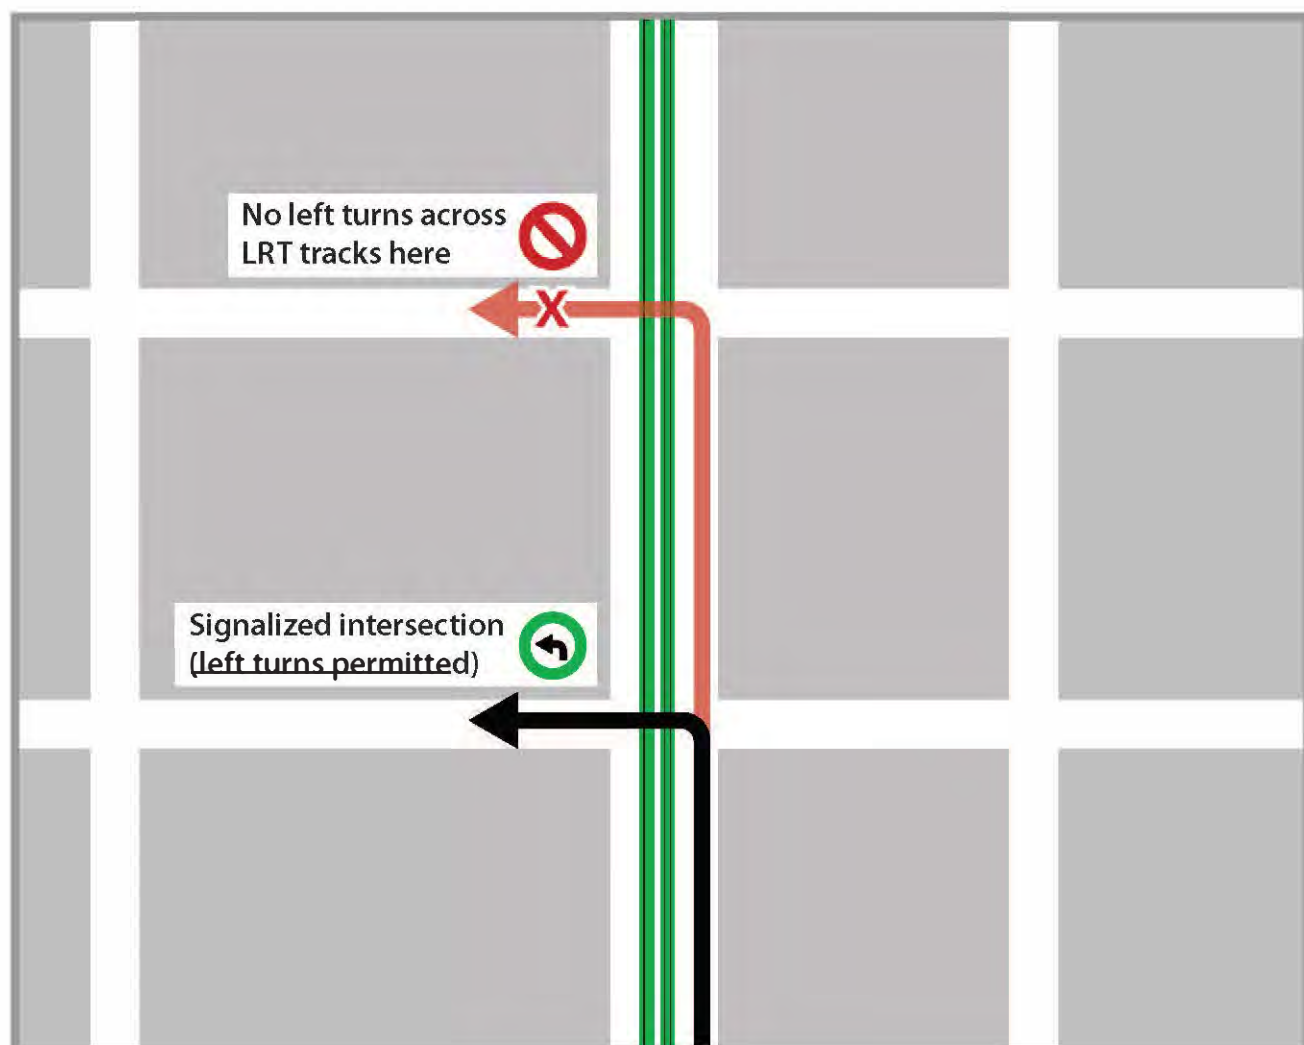 No left turns across
LRT tracks here
X
Signalized intersection
(left turns permitted)